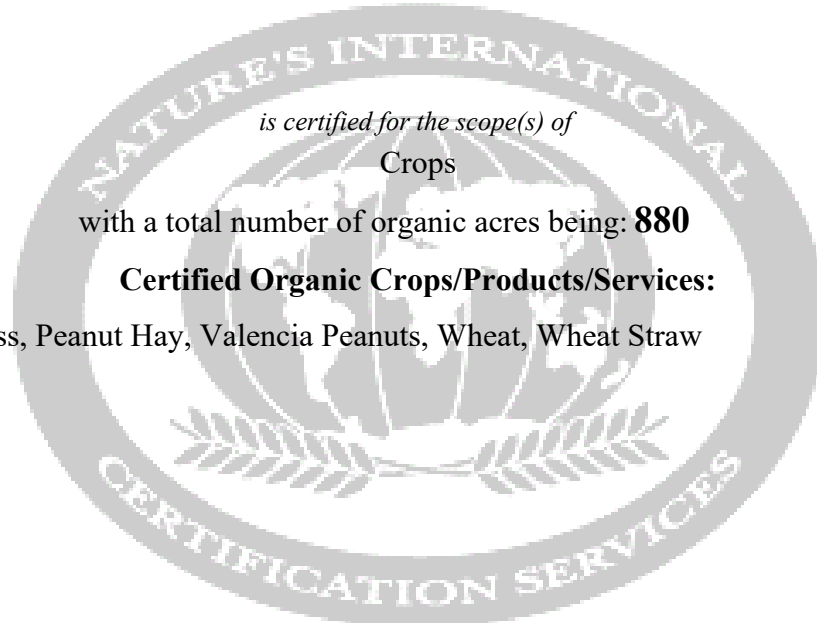 NATURE'S INTERNATIONAL
is certified for the scope(s) of
Crops
with a total number of organic acres being: 880
Certified Organic Crops/Products/Services:
Peanut Hay, Valencia Peanuts, Wheat, Wheat Straw
CERTIFICATION SERVICES